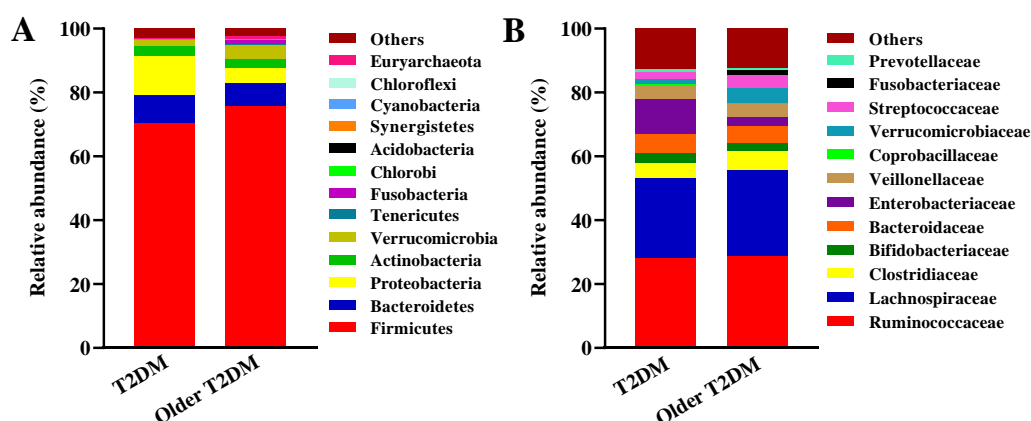 A
Relative abundance (%)
100
80
60
40
20
0
T2DM
Older T2DM
Others
Euryarchaeota
Chloroflexi
Cyanobacteria
Synergistetes
Acidobacteria
Chlorobi
Fusobacteria
Tenericutes
Verrucomicrobia
Actinobacteria
Proteobacteria
Bacteroidetes
Firmicutes
B
Relative abundance (%)
100
80
60
40
20
0
T2DM
Older T2DM
Others
Prevotellaceae
Fusobacteriaceae
Streptococcaceae
Verrucomicrobiaceae
Coprobacillaceae
Veillonellaceae
Enterobacteriaceae
Bacteroidaceae
Bifidobacteriaceae
Clostridiaceae
Lachnospiraceae
Ruminococcaceae